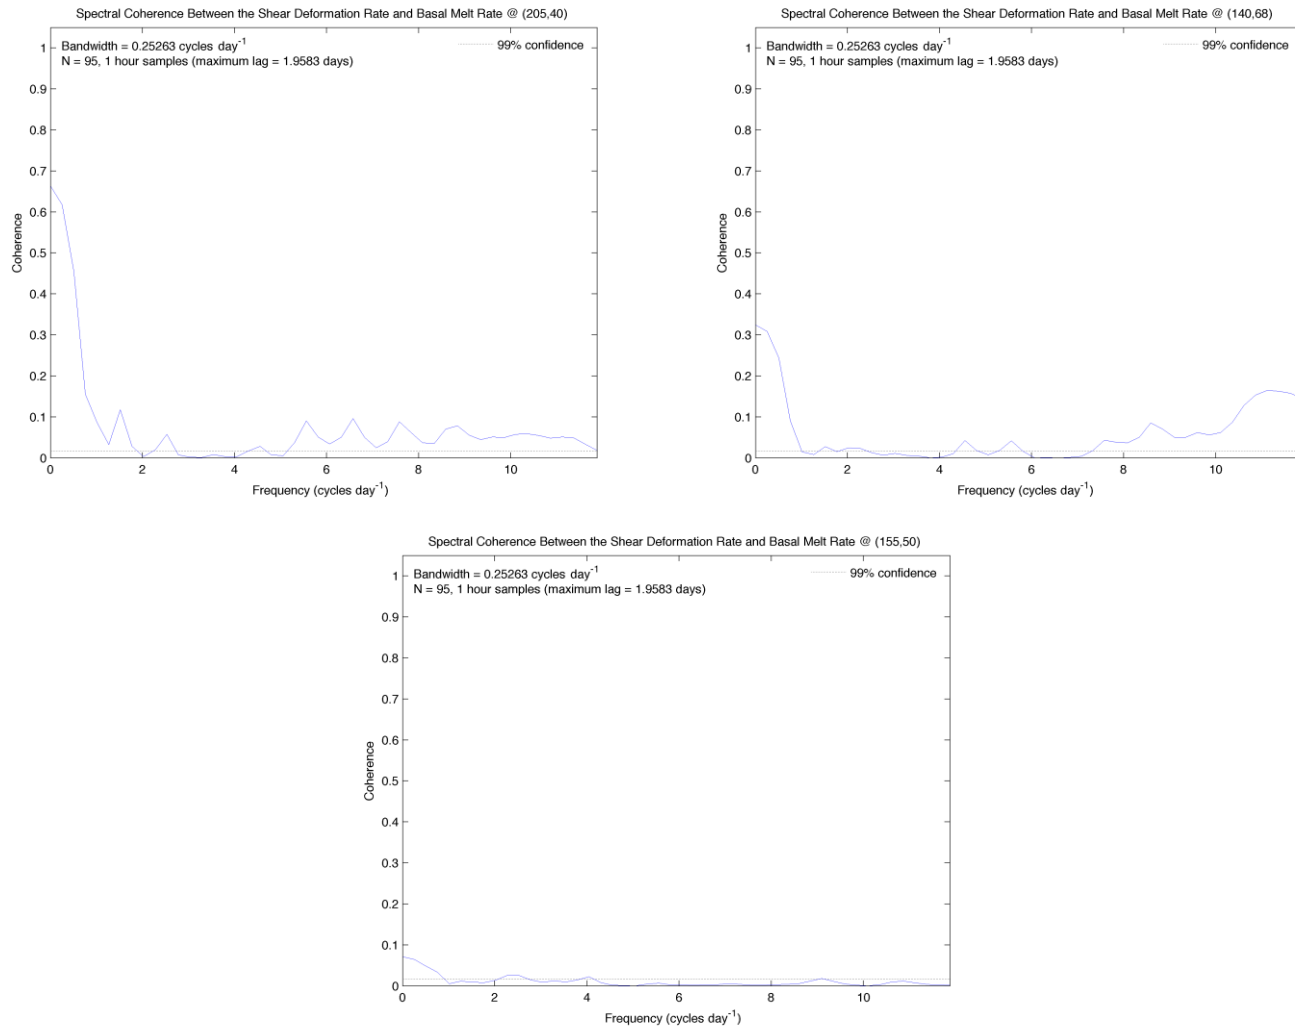 Spectral Coherence Between the Shear Deformation Rate and Basal Melt Rate @ (205,40)
Bandwidth = 0.25263 cycles day⁻¹
N = 95, 1 hour samples (maximum lag = 1.9583 days)
99% confidence
1
0.9
0.8
0.7
0.6
0.5
0.4
0.3
0.2
0.1
0
Coherence
0 2 4 6 8 10
Frequency (cycles day⁻¹)
Spectral Coherence Between the Shear Deformation Rate and Basal Melt Rate @ (140,68)
Bandwidth = 0.25263 cycles day⁻¹
N = 95, 1 hour samples (maximum lag = 1.9583 days)
99% confidence
1
0.9
0.8
0.7
0.6
0.5
0.4
0.3
0.2
0.1
0
Coherence
0 2 4 6 8 10
Frequency (cycles day⁻¹)
Spectral Coherence Between the Shear Deformation Rate and Basal Melt Rate @ (155,50)
Bandwidth = 0.25263 cycles day⁻¹
N = 95, 1 hour samples (maximum lag = 1.9583 days)
99% confidence
1
0.9
0.8
0.7
0.6
0.5
0.4
0.3
0.2
0.1
0
Coherence
0 2 4 6 8 10
Frequency (cycles day⁻¹)